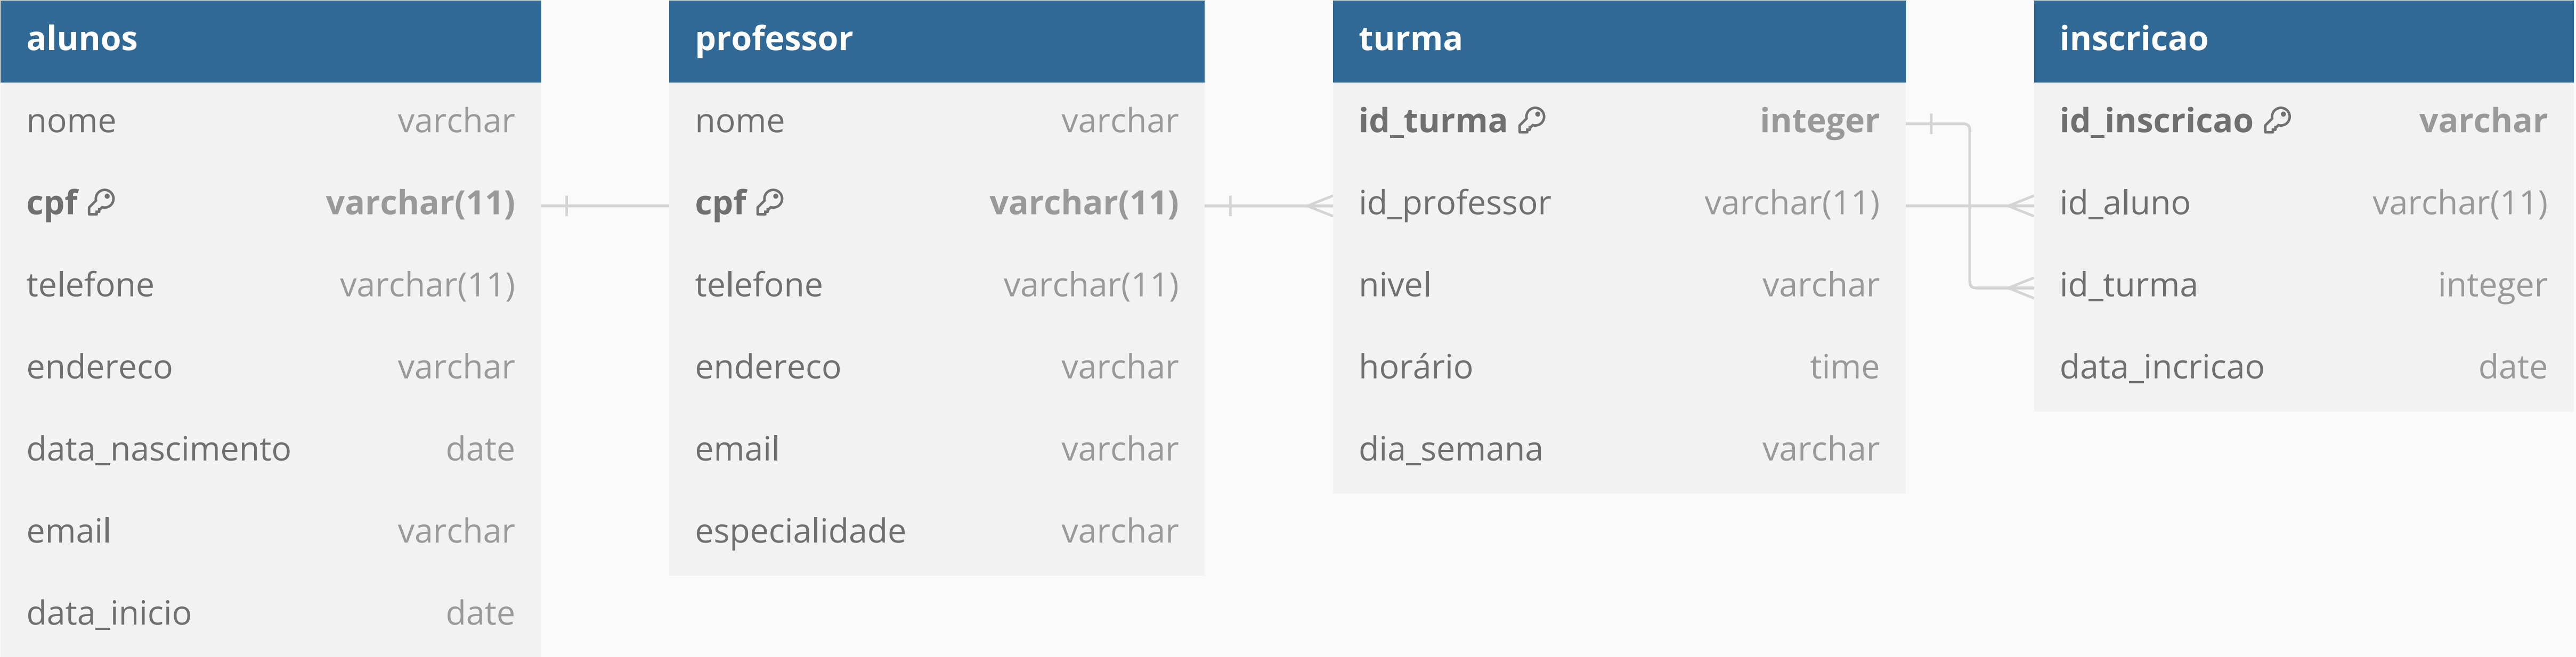 alunos
nome varchar
cpf varchar(11)
telefone varchar(11)
endereco varchar
data_nascimento date
email varchar
data_inicio date
professor
nome varchar
cpf varchar(11)
telefone varchar(11)
endereco varchar
email varchar
especialidade varchar
turma
id_turma integer
id_professor varchar(11)
nivel varchar
horário time
dia_semana varchar
inscricao
id_inscricao varchar
id_aluno varchar(11)
id_turma integer
data_incricao date